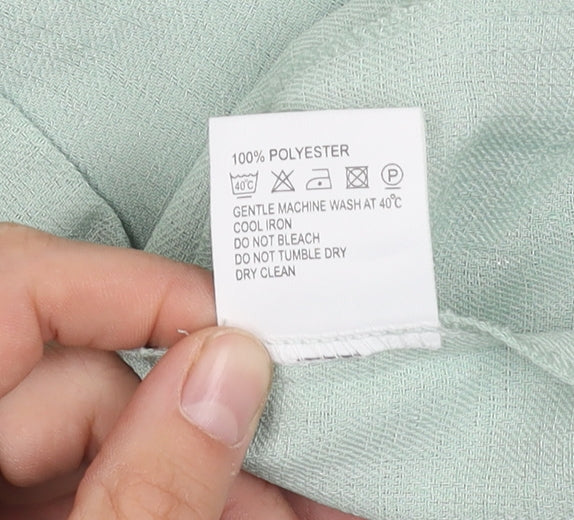 100% POLYESTER
40°C P
GENTLE MACHINE WASH AT 40°C
COOL IRON
DO NOT BLEACH
DO NOT TUMBLE DRY
DRY CLEAN